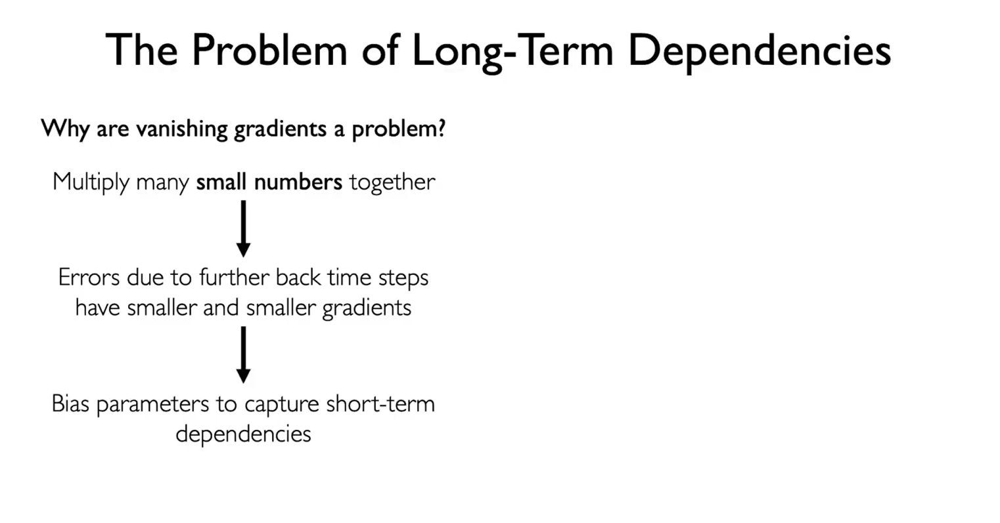 The Problem of Long-Term Dependencies
Why are vanishing gradients a problem?
Multiply many small numbers together
Errors due to further back time steps
have smaller and smaller gradients
Bias parameters to capture short-term
dependencies